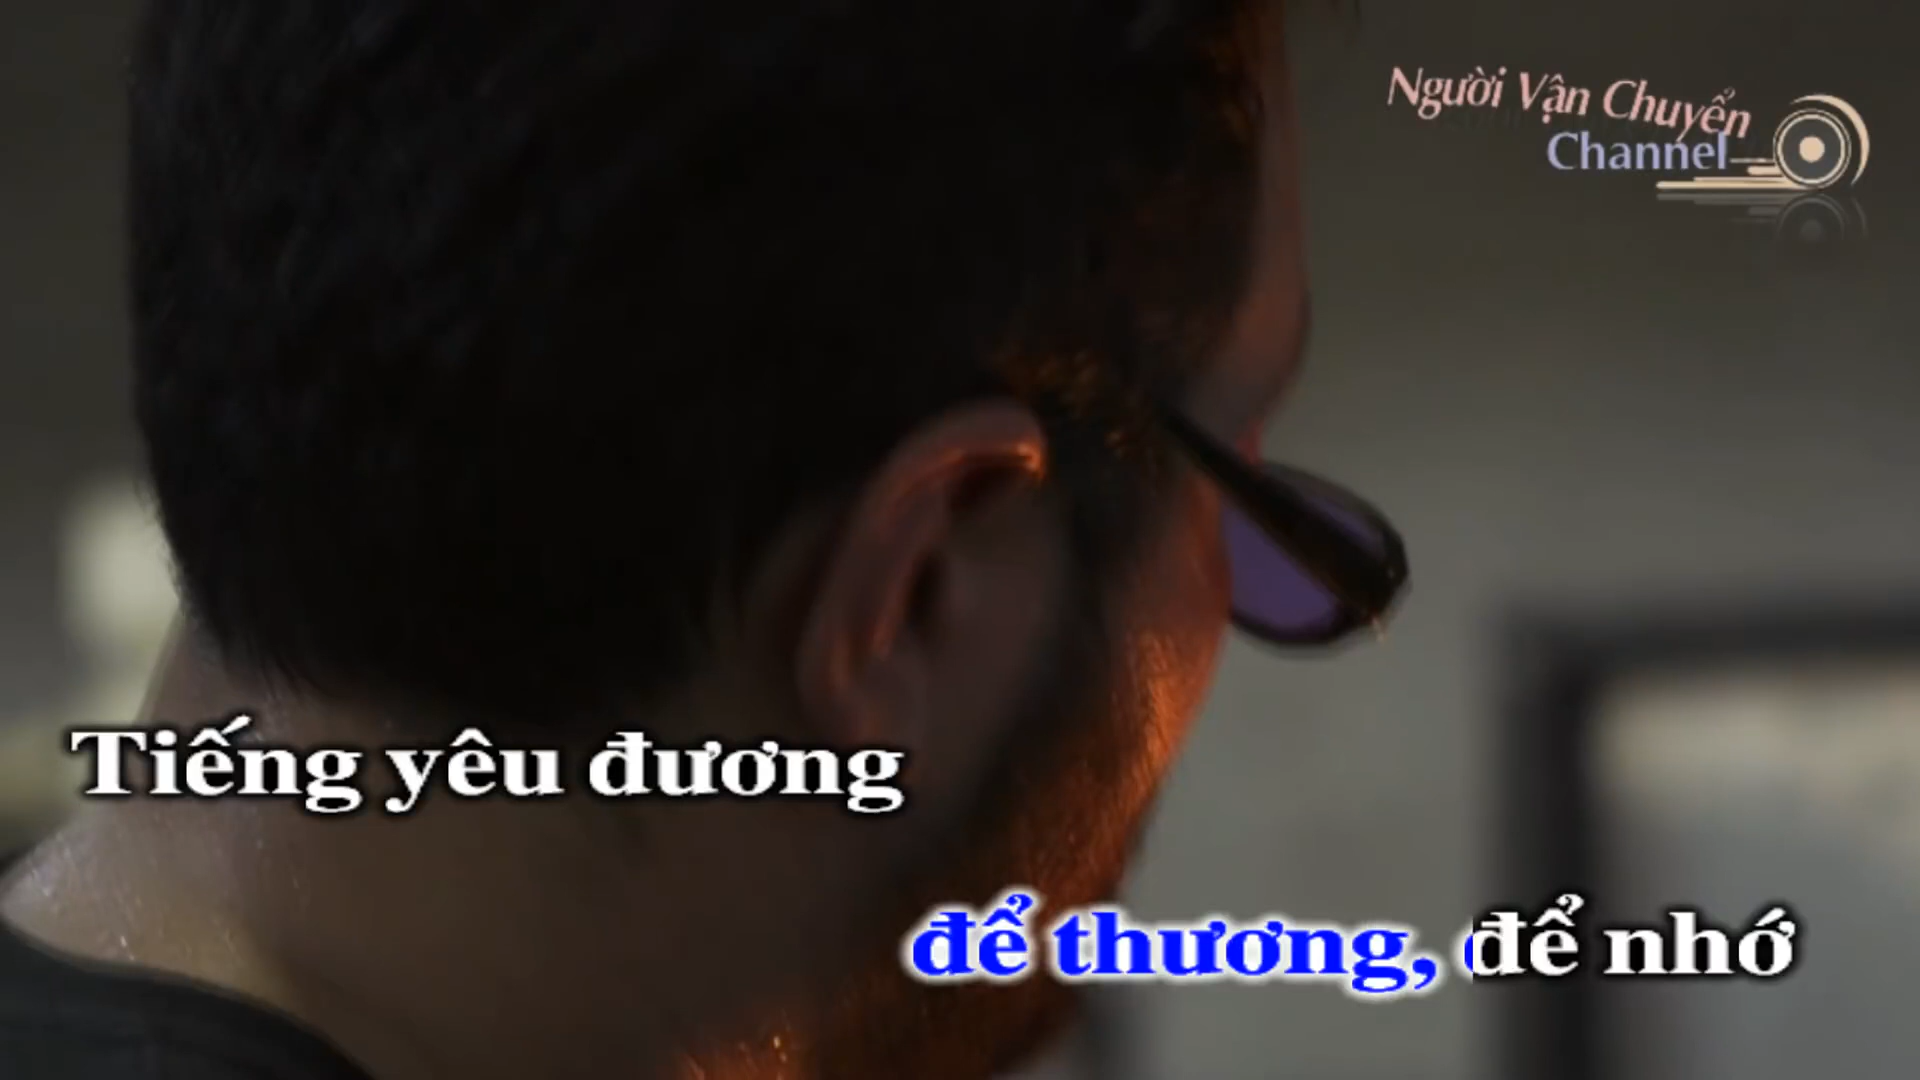 Người Vận Chuyển
Channel
Tiếng yêu đương
để thương, để nhớ